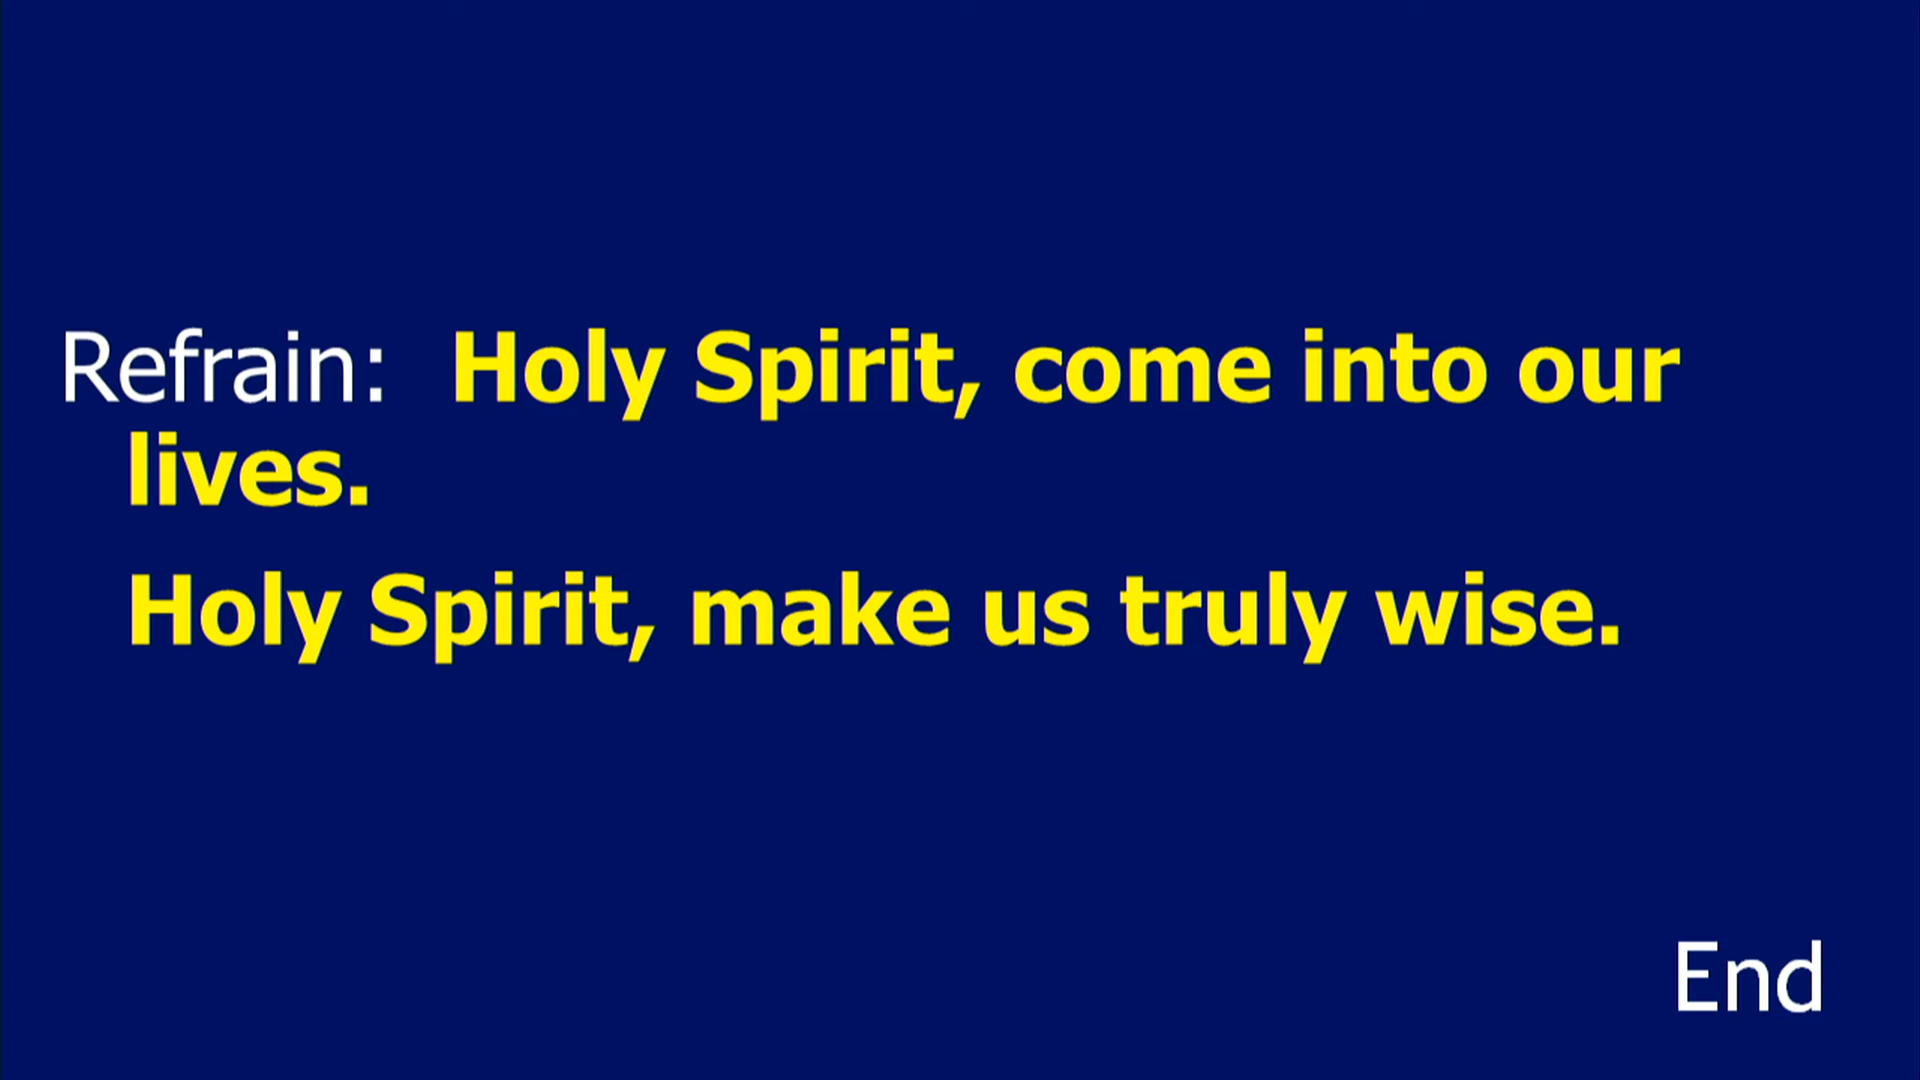 Refrain: Holy Spirit, come into our
lives.
Holy Spirit, make us truly wise.
End